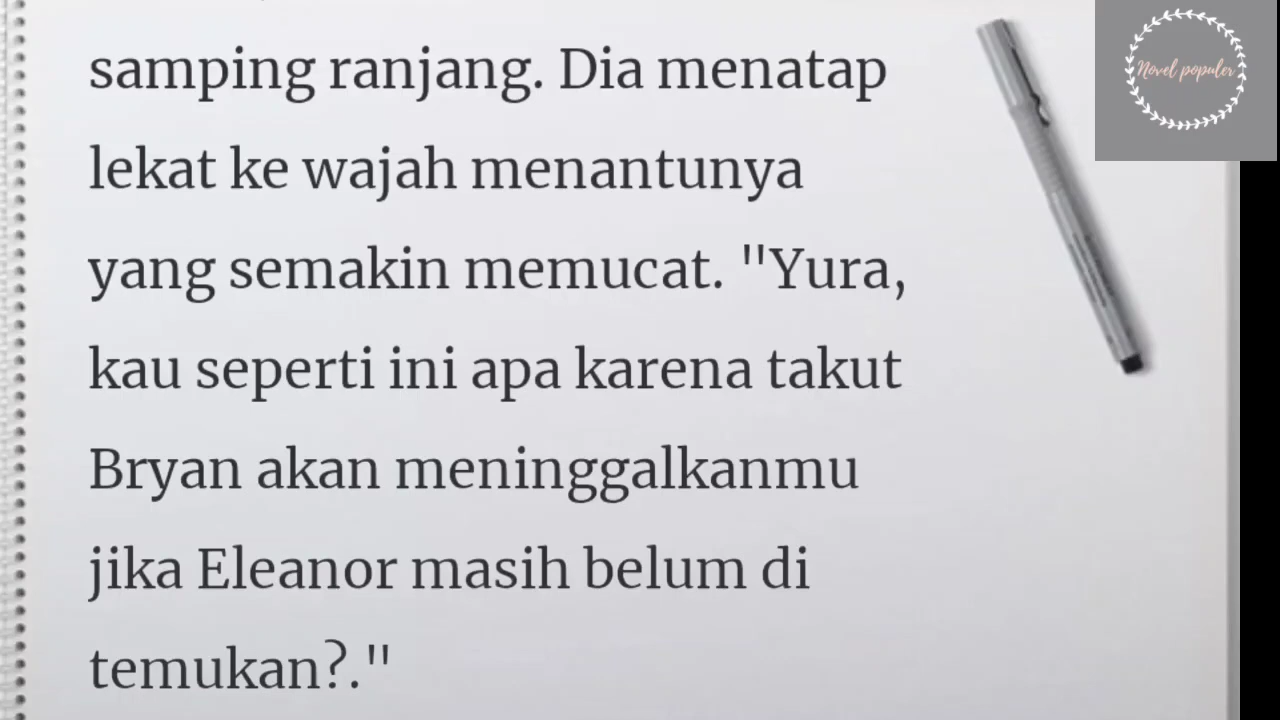 samping ranjang. Dia menatap
lekat ke wajah menantunya
yang semakin memucat. "Yura,
kau seperti ini apa karena takut
Bryan akan meninggalkanmu
jika Eleanor masih belum di
temukan?."
Novel populer